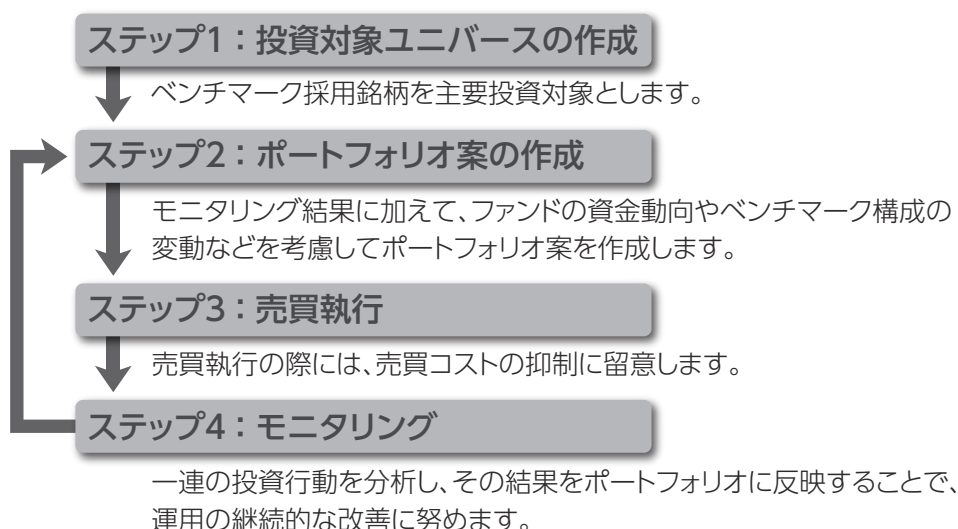 ステップ1：投資対象ユニバースの作成
ベンチマーク採用銘柄を主要投資対象とします。
ステップ2：ポートフォリオ案の作成
モニタリング結果に加えて、ファンドの資金動向やベンチマーク構成の
変動などを考慮してポートフォリオ案を作成します。
ステップ3：売買執行
売買執行の際には、売買コストの抑制に留意します。
ステップ4：モニタリング
一連の投資行動を分析し、その結果をポートフォリオに反映することで、
運用の継続的な改善に努めます。